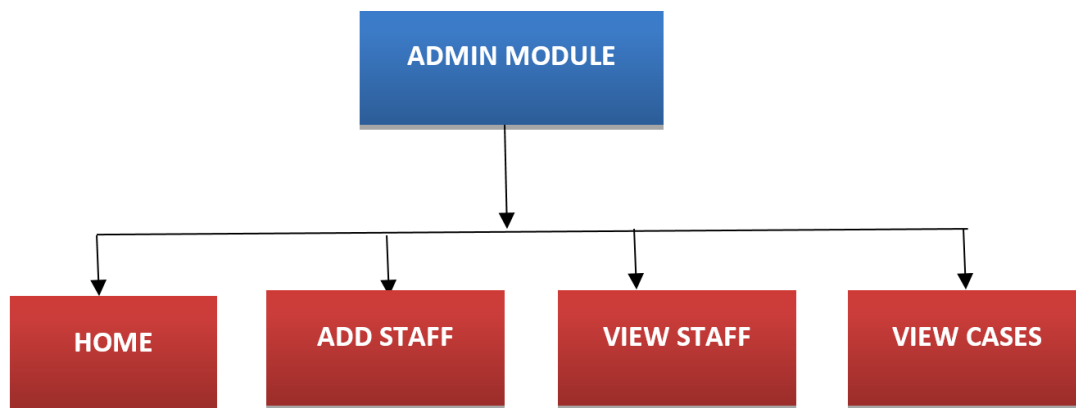 ADMIN MODULE
HOME
ADD STAFF
VIEW STAFF
VIEW CASES